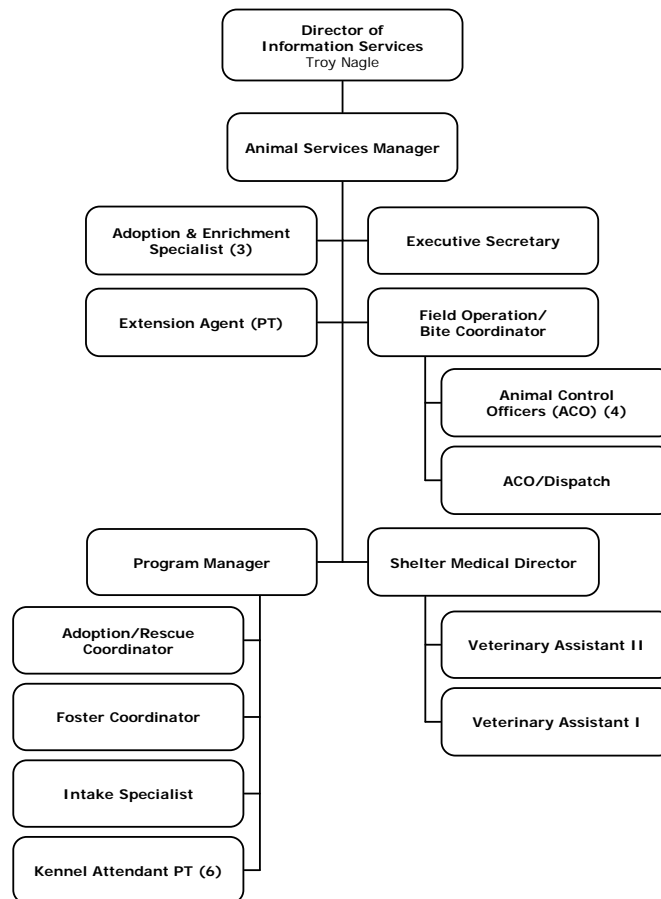 Director of
Information Services
Troy Nagle
Animal Services Manager
Adoption & Enrichment
Specialist (3)
Executive Secretary
Extension Agent (PT)
Field Operation/
Bite Coordinator
Animal Control
Officers (ACO) (4)
ACO/Dispatch
Program Manager
Shelter Medical Director
Adoption/Rescue
Coordinator
Foster Coordinator
Intake Specialist
Kennel Attendant PT (6)
Veterinary Assistant II
Veterinary Assistant I